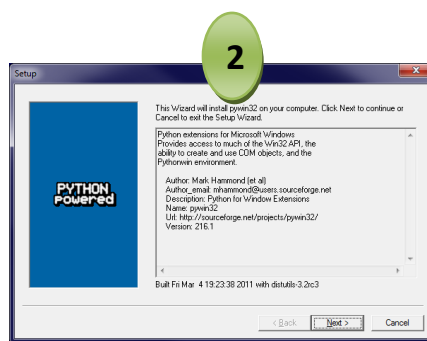 2
Setup
This Wizard will install pywin32 on your computer. Click Next to continue or
Cancel to exit the Setup Wizard.
Python extensions for Microsoft Windows
Provides access to much of the Win32 API, the
ability to create and use COM objects, and the
Pythonwin environment.
Author: Mark Hammond (et al)
Author_email: mhammond@users.sourceforge.net
Description: Python for Window Extensions
Name: pywin32
Url: http://sourceforge.net/projects/pywin32/
Version: 216.1
PYTHON
Powered
Built Fri Mar 4 19:23:38 2011 with distutils-3.2rc3
< Back
Next >
Cancel